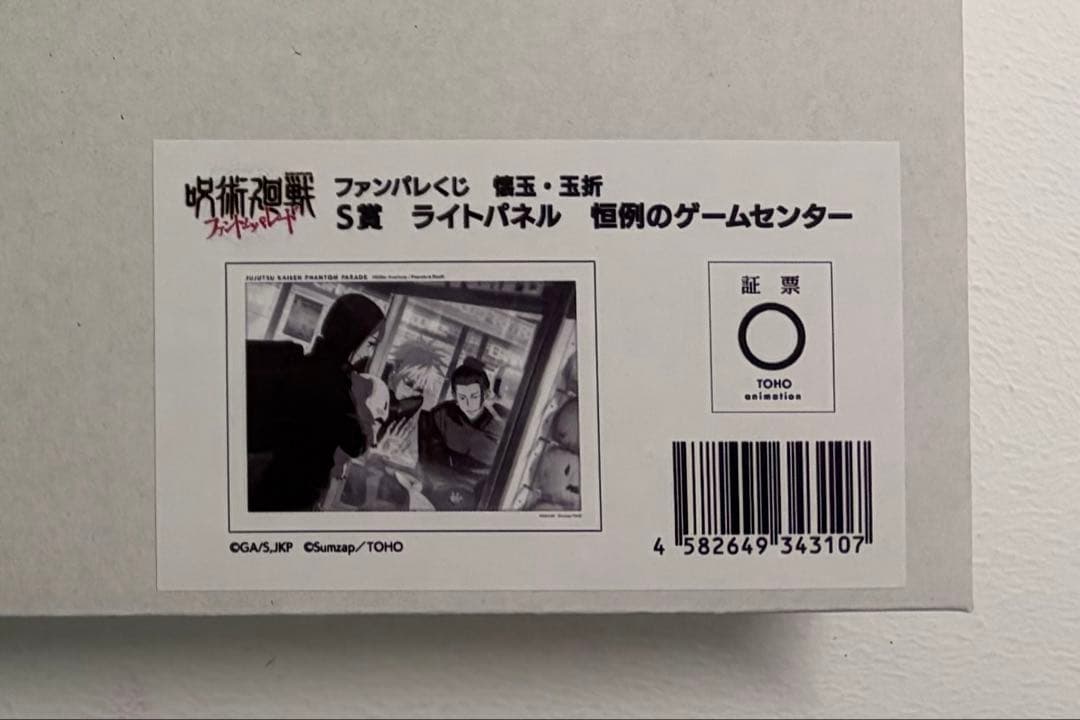 呪術廻戦
ファントムパレード
ファンパレくじ 懐玉・玉折
S賞 ライトパネル 恒例のゲームセンター
JUJUTSU KAISEN PHANTOM PARADE
証 票
TOHO
animation
©GA/S,JKP ©Sumzap／TOHO
4 582649 343107